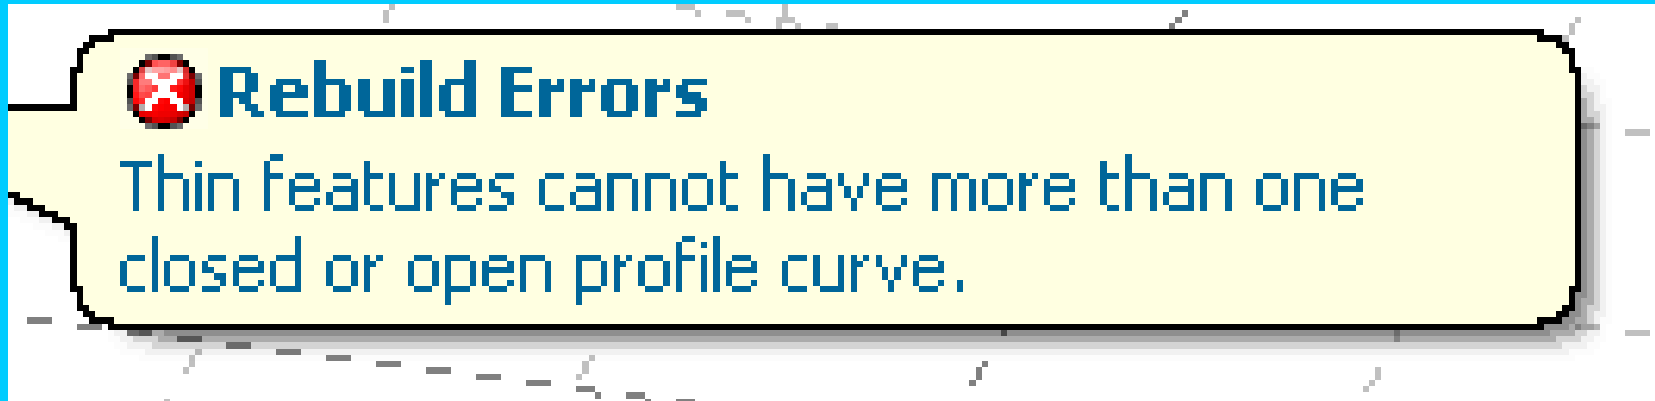 Rebuild Errors
Thin features cannot have more than one
closed or open profile curve.